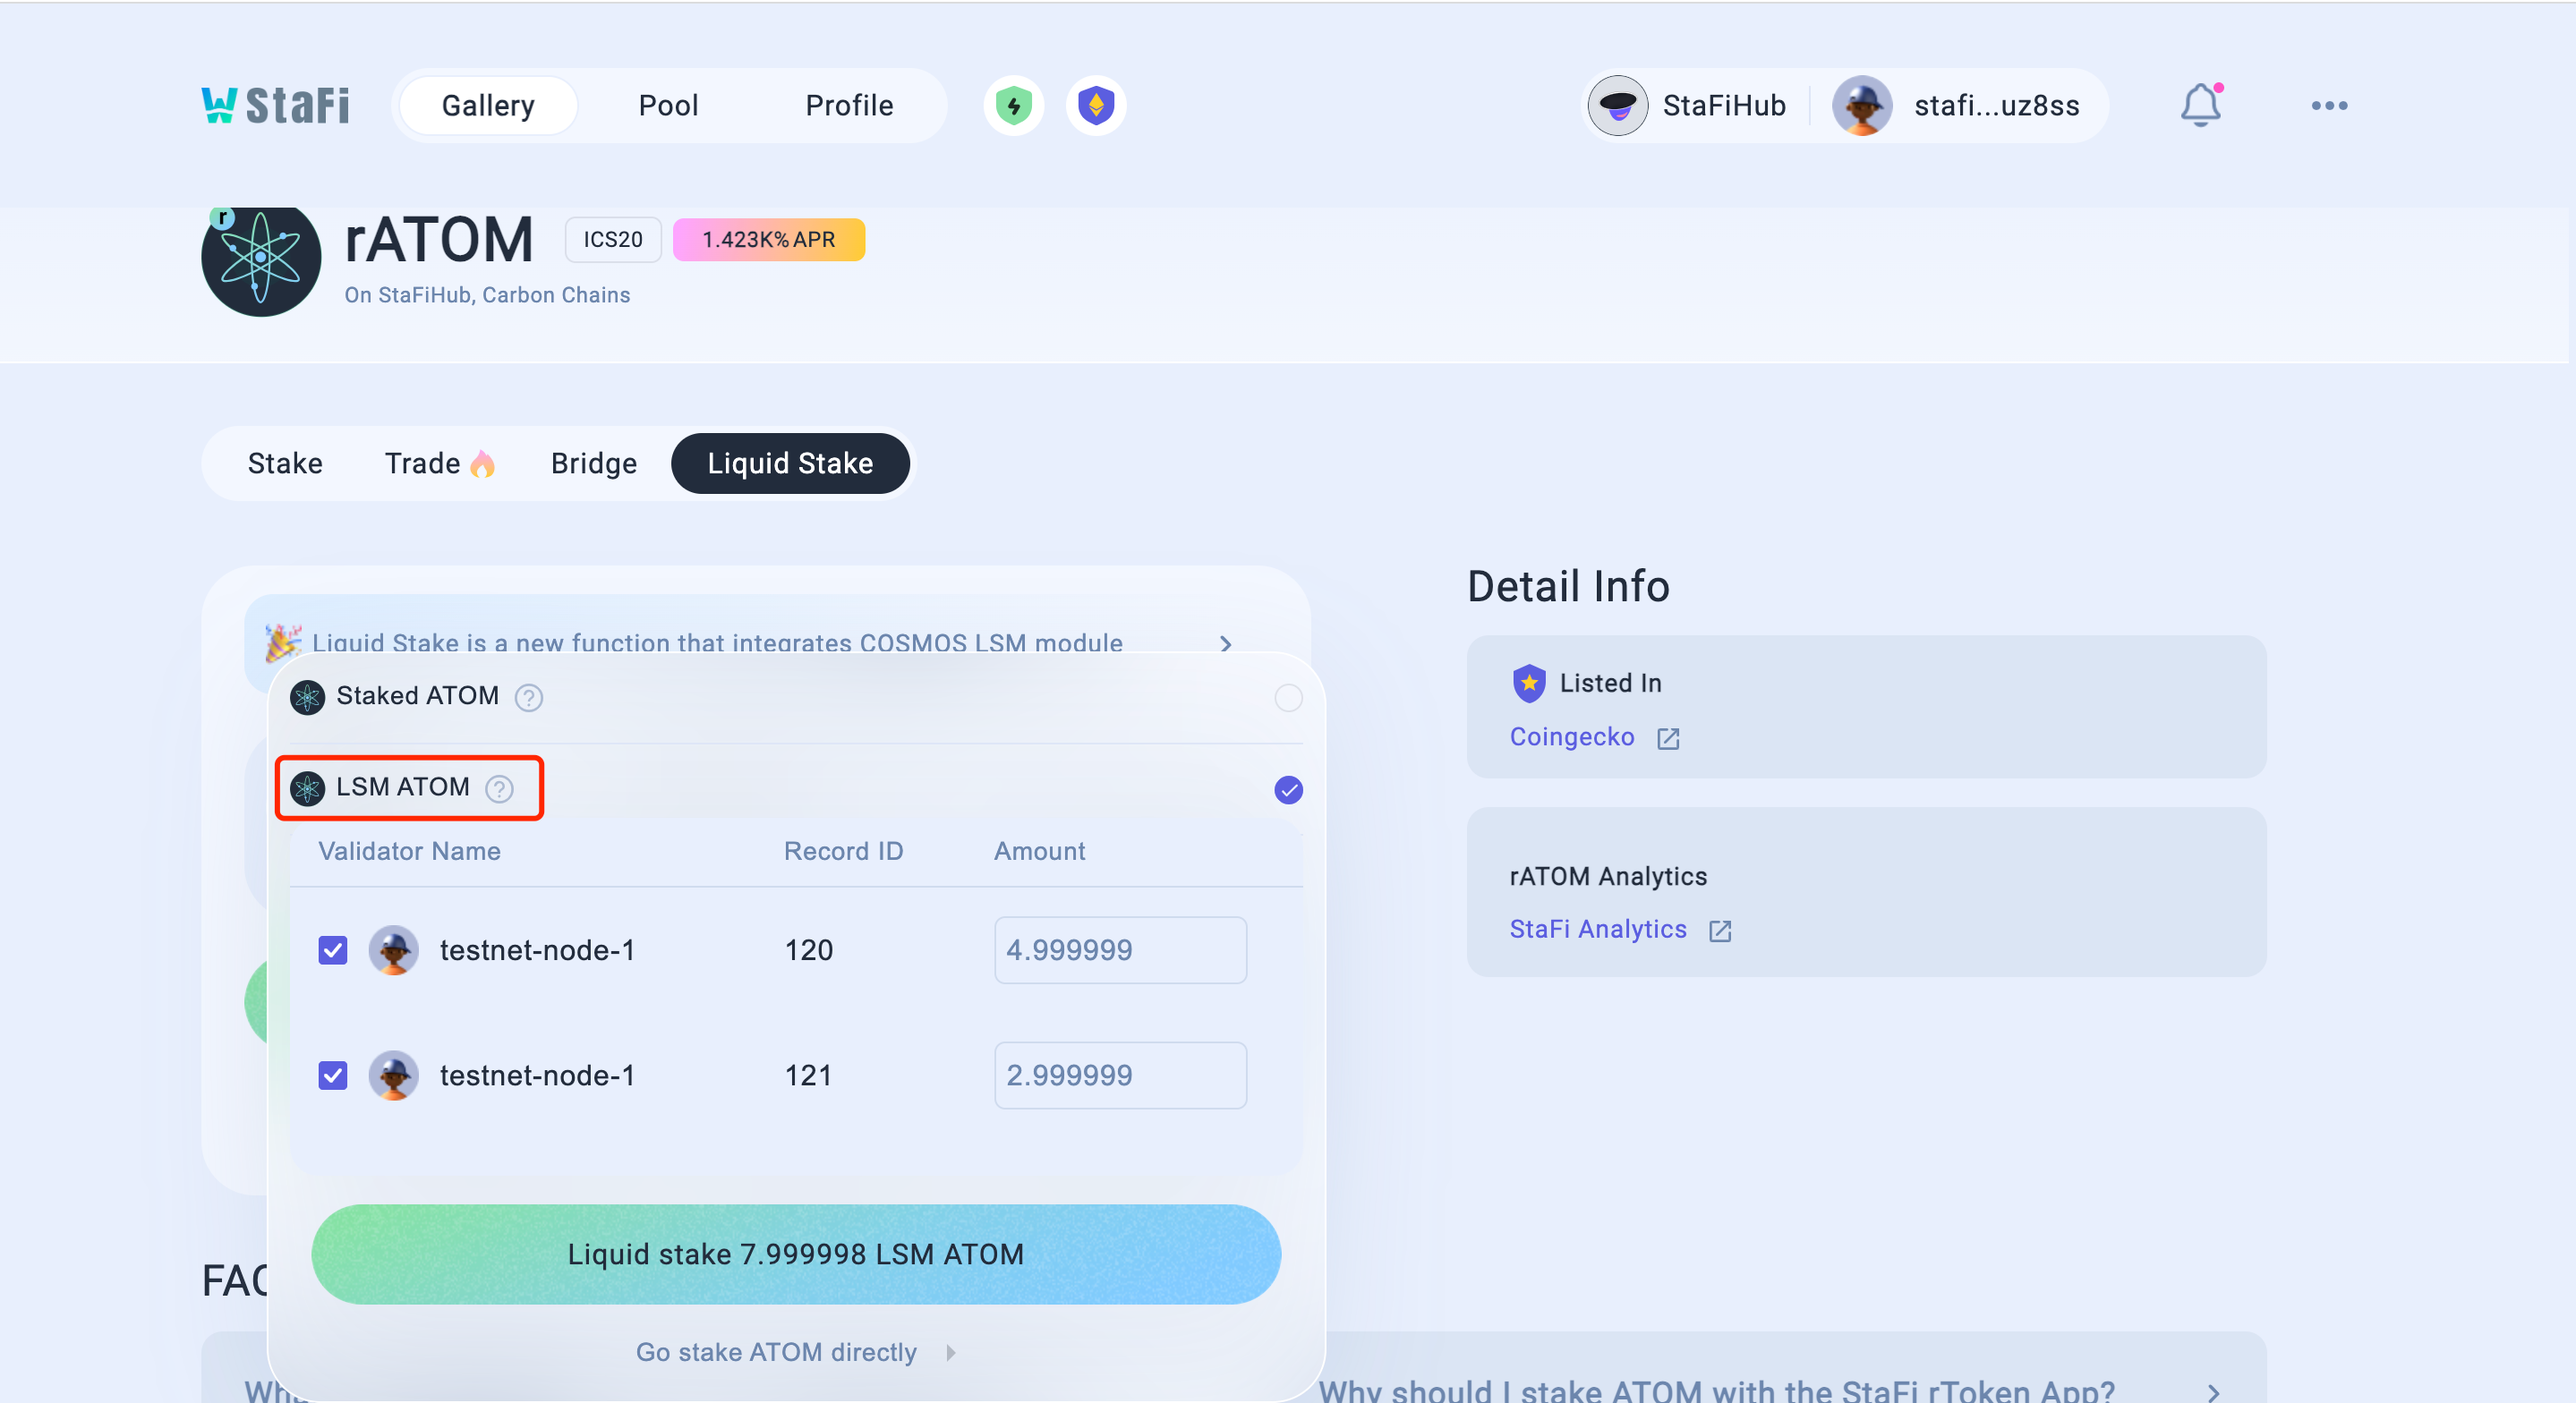 StaFi
Gallery
Pool
Profile
StaFiHub
stafi...uz8ss
r
rATOM
ICS20
1.423K% APR
On StaFiHub, Carbon Chains
Stake
Trade
Bridge
Liquid Stake
Liquid Stake is a new function that integrates COSMOS LSM module
Staked ATOM ?
LSM ATOM ?
Validator Name
Record ID
Amount
testnet-node-1
120
4.999999
testnet-node-1
121
2.999999
Liquid stake 7.999998 LSM ATOM
Go stake ATOM directly
Detail Info
Listed In
Coingecko
rATOM Analytics
StaFi Analytics
Why should I stake ATOM with the StaFi rToken App?